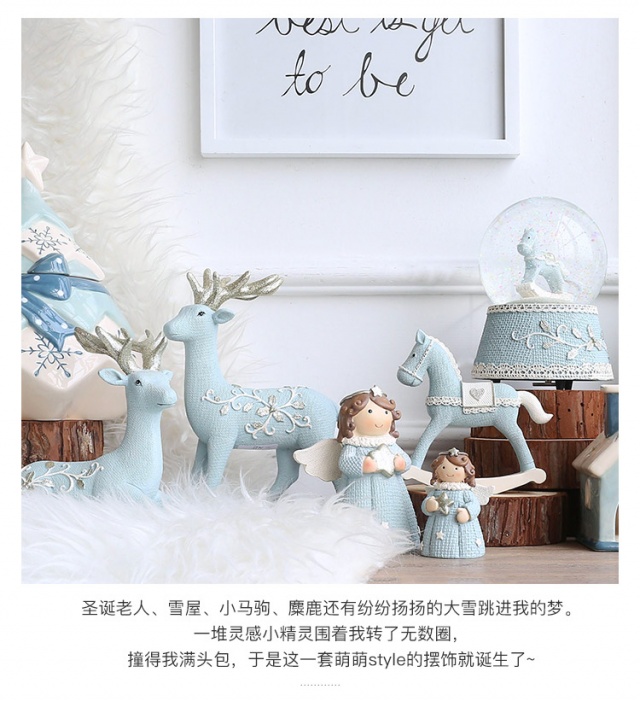 best is yet
to be
圣诞老人、雪屋、小马驹、麋鹿还有纷纷扬扬的大雪跳进我的梦。
一堆灵感小精灵围着我转了无数圈，
撞得我满头包，于是这一套萌萌style的摆饰就诞生了~